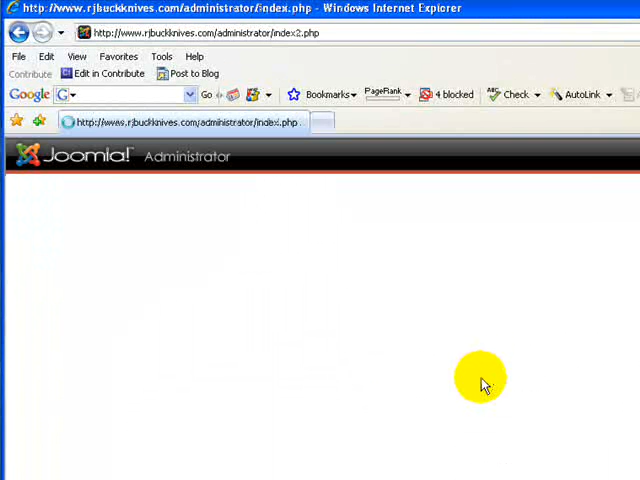 http://www.rjbuckknives.com/administrator/index.php - Windows Internet Explorer
http://www.rjbuckknives.com/administrator/index2.php
File Edit View Favorites Tools Help
Contribute Edit in Contribute Post to Blog
Google G Go Bookmarks PageRank 4 blocked ABC Check AutoLink
http://www.rjbuckknives.com/administrator/index.php...
Joomla!™ Administrator